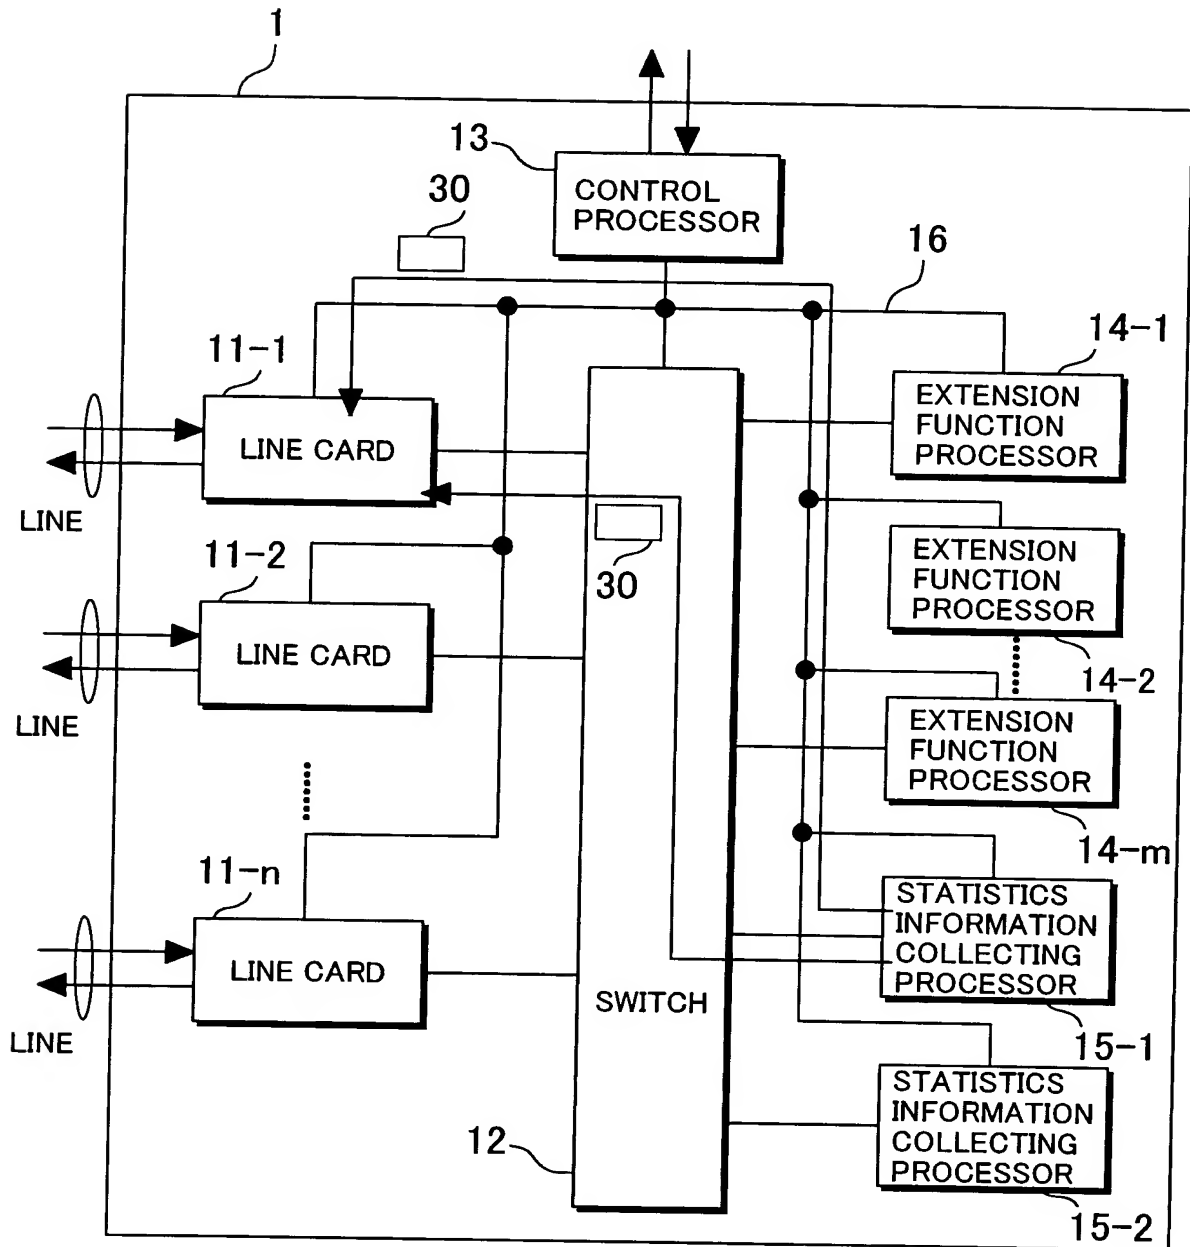 1
13
CONTROL
PROCESSOR
30
16
11-1
14-1
LINE CARD
EXTENSION
FUNCTION
PROCESSOR
LINE
11-2
30
EXTENSION
FUNCTION
PROCESSOR
14-2
LINE CARD
LINE
EXTENSION
FUNCTION
PROCESSOR
14-m
11-n
LINE CARD
LINE
STATISTICS
INFORMATION
COLLECTING
PROCESSOR
15-1
SWITCH
12
STATISTICS
INFORMATION
COLLECTING
PROCESSOR
15-2